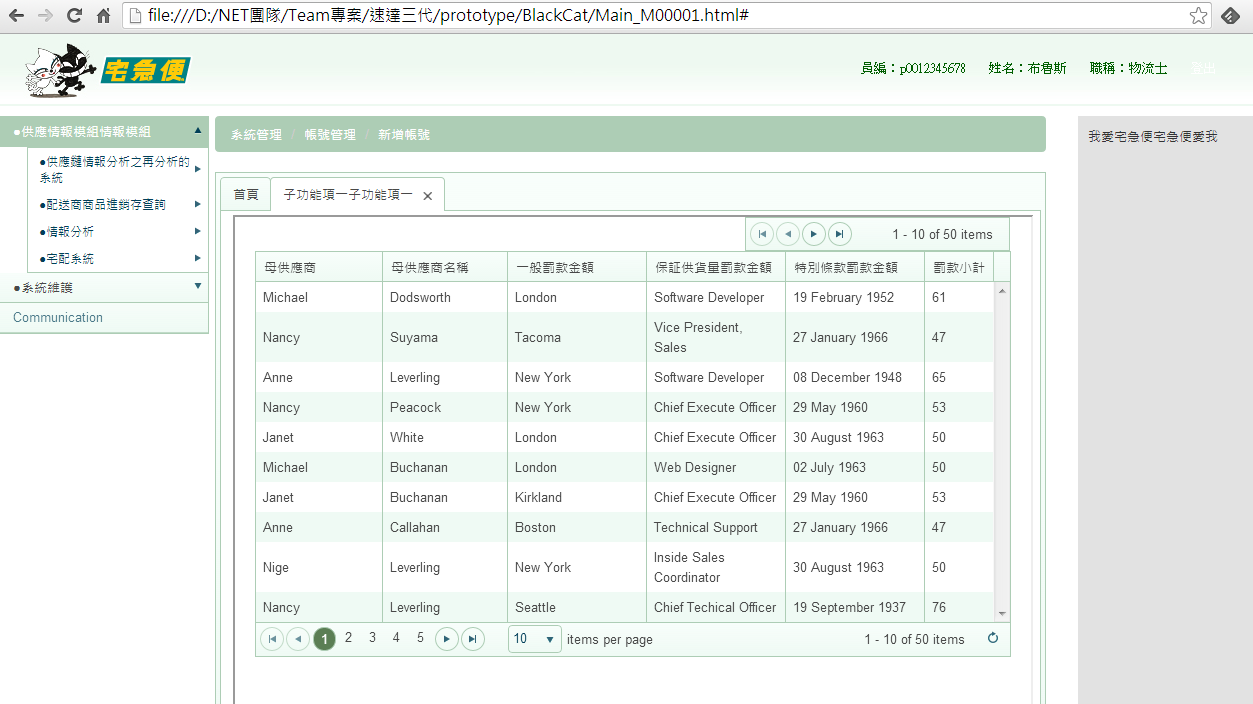 file:///D:/NET團隊/Team專案/速達三代/prototype/BlackCat/Main_M00001.html#
宅急便
員編：p0012345678 姓名：布魯斯 職稱：物流士 登出
●供應情報模組情報模組
●供應鏈情報分析之再分析的
系統
●配送商商品進銷存查詢
●情報分析
●宅配系統
●系統維護
Communication
系統管理 / 帳號管理 / 新增帳號
首頁 子功能項一子功能項一 ×
1 - 10 of 50 items
母供應商 母供應商名稱 一般罰款金額 保証供貨量罰款金額 特別條款罰款金額 罰款小計
Michael Dodsworth London Software Developer 19 February 1952 61
Nancy Suyama Tacoma Vice President, Sales 27 January 1966 47
Anne Leverling New York Software Developer 08 December 1948 65
Nancy Peacock New York Chief Execute Officer 29 May 1960 53
Janet White London Chief Execute Officer 30 August 1963 50
Michael Buchanan London Web Designer 02 July 1963 50
Janet Buchanan Kirkland Chief Execute Officer 29 May 1960 53
Anne Callahan Boston Technical Support 27 January 1966 47
Nige Leverling New York Inside Sales Coordinator 30 August 1963 50
Nancy Leverling Seattle Chief Techical Officer 19 September 1937 76
1 2 3 4 5 10 items per page 1 - 10 of 50 items
我愛宅急便宅急便愛我